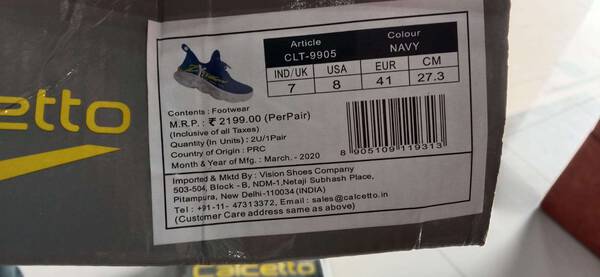 Article
CLT-9905
Colour
NAVY
IND/UK USA EUR CM
7 8 41 27.3
Contents : Footwear
M.R.P. : ₹ 2199.00 (PerPair)
(Inclusive of all Taxes)
Quantity (In Units) : 2U/1Pair
Country of Origin : PRC
Month & Year of Mfg. : March.- 2020
8 905109 119313
Imported & Mktd By : Vision Shoes Company
503-504, Block - B, NDM-1,Netaji Subhash Place,
Pitampura, New Delhi-110034 (INDIA)
Tel : +91-11- 47313372, Email : sales@calcetto.in
(Customer Care address same as above)
cetto
Calcetto